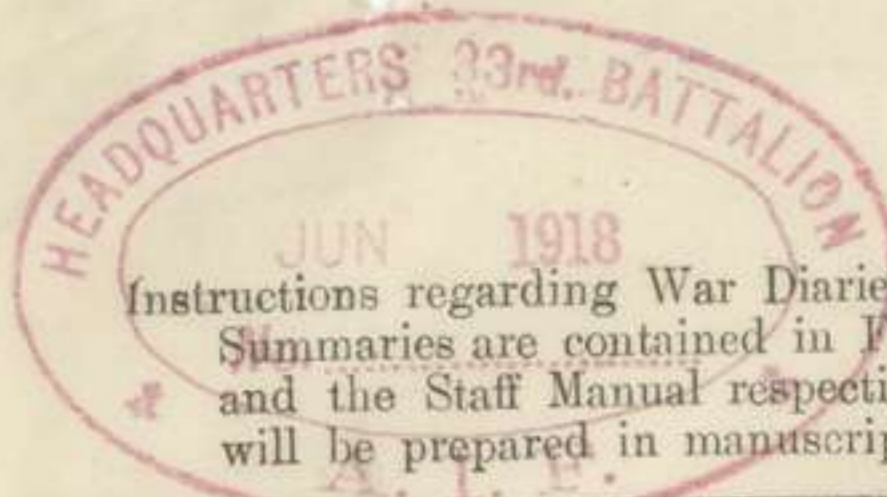 HEADQUARTERS 33rd. BATTALION
JUN 1918
Instructions regarding War Diarie
Summaries are contained in F
No.
and the Staff Manual respecti
will be prepared in manuscrip
A. I. F.